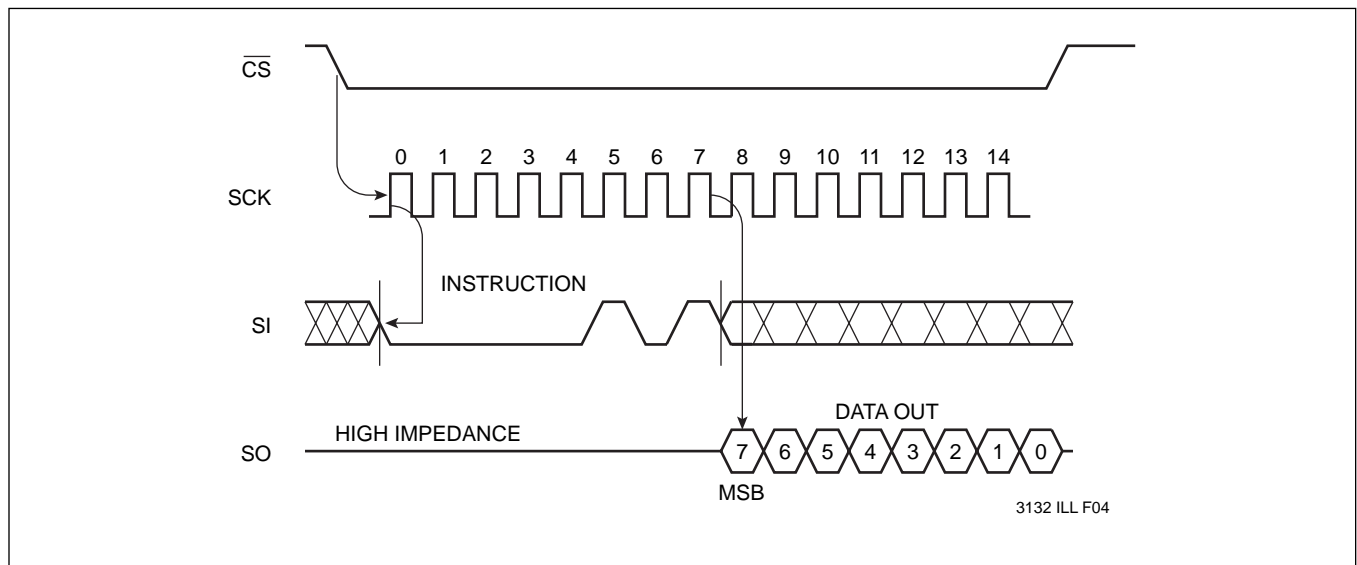 CS
0 1 2 3 4 5 6 7 8 9 10 11 12 13 14
SCK
INSTRUCTION
SI
DATA OUT
HIGH IMPEDANCE
SO
7 6 5 4 3 2 1 0
MSB
3132 ILL F04